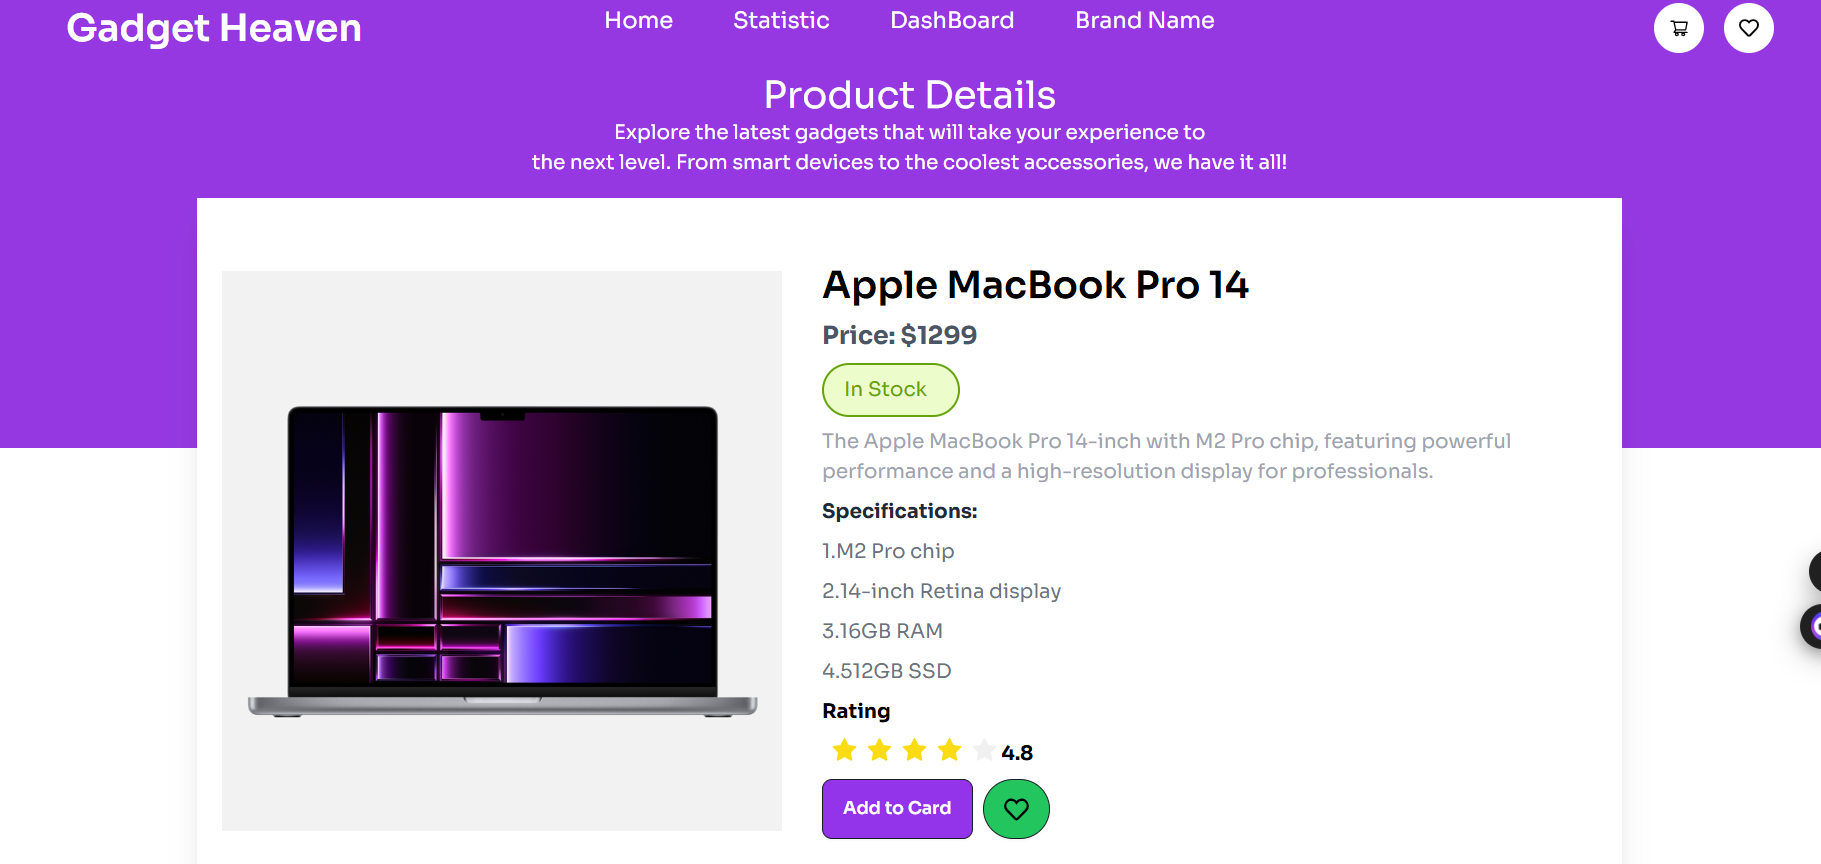 Gadget Heaven
Home Statistic DashBoard Brand Name
Product Details
Explore the latest gadgets that will take your experience to
the next level. From smart devices to the coolest accessories, we have it all!
Apple MacBook Pro 14
Price: $1299
In Stock
The Apple MacBook Pro 14-inch with M2 Pro chip, featuring powerful
performance and a high-resolution display for professionals.
Specifications:
1.M2 Pro chip
2.14-inch Retina display
3.16GB RAM
4.512GB SSD
Rating
4.8
Add to Card